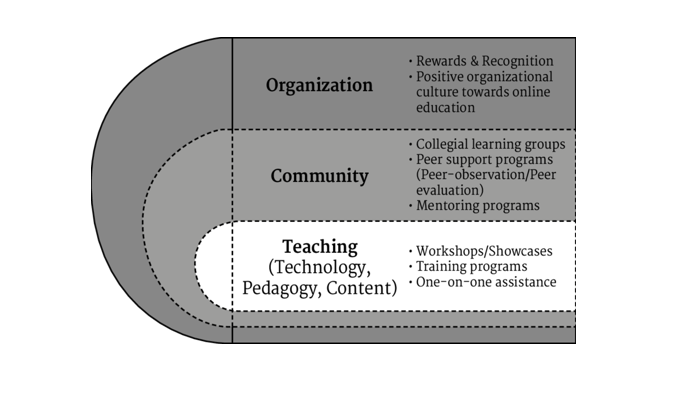 Organization
• Rewards & Recognition
• Positive organizational
culture towards online
education
Community
• Collegial learning groups
• Peer support programs
(Peer-observation/Peer
evaluation)
• Mentoring programs
Teaching
(Technology,
Pedagogy, Content)
• Workshops/Showcases
• Training programs
• One-on-one assistance